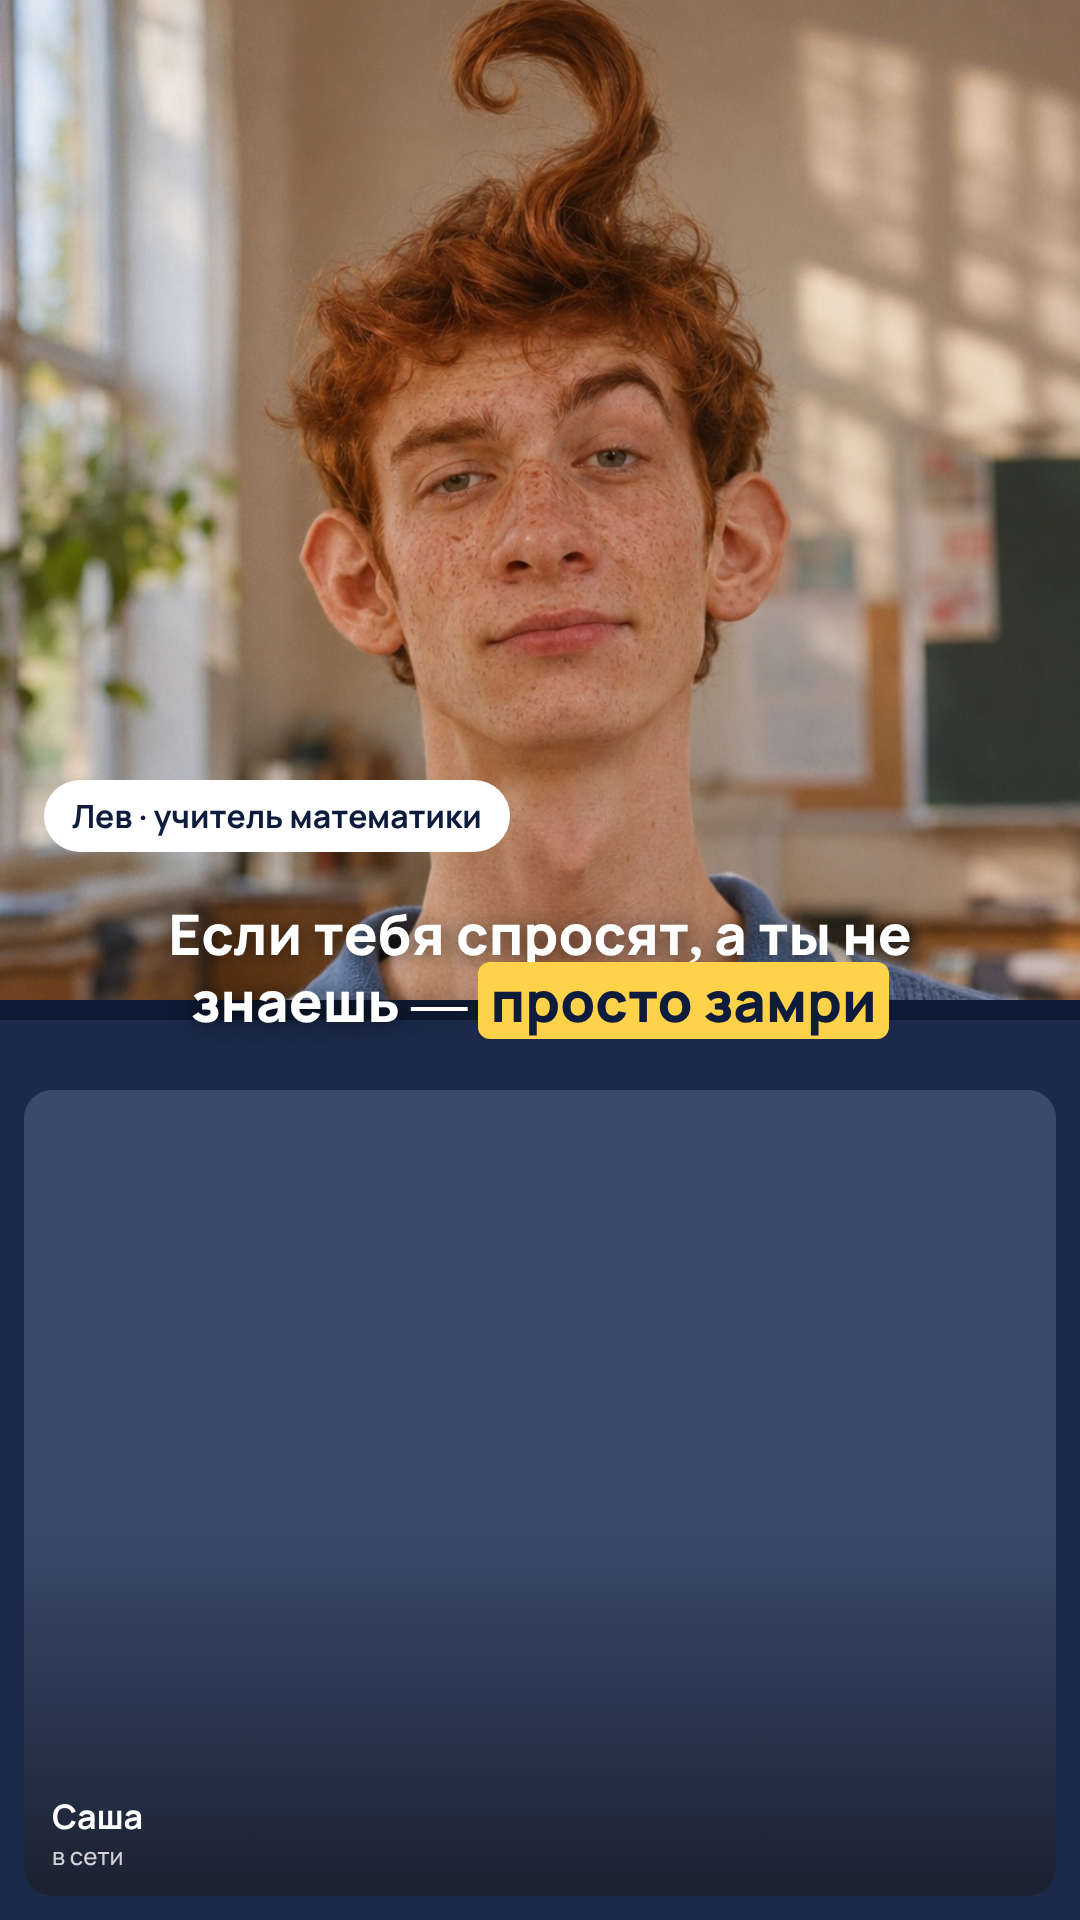 Лев · учитель математики
Если тебя спросят, а ты не
знаешь — просто замри
Саша
в сети